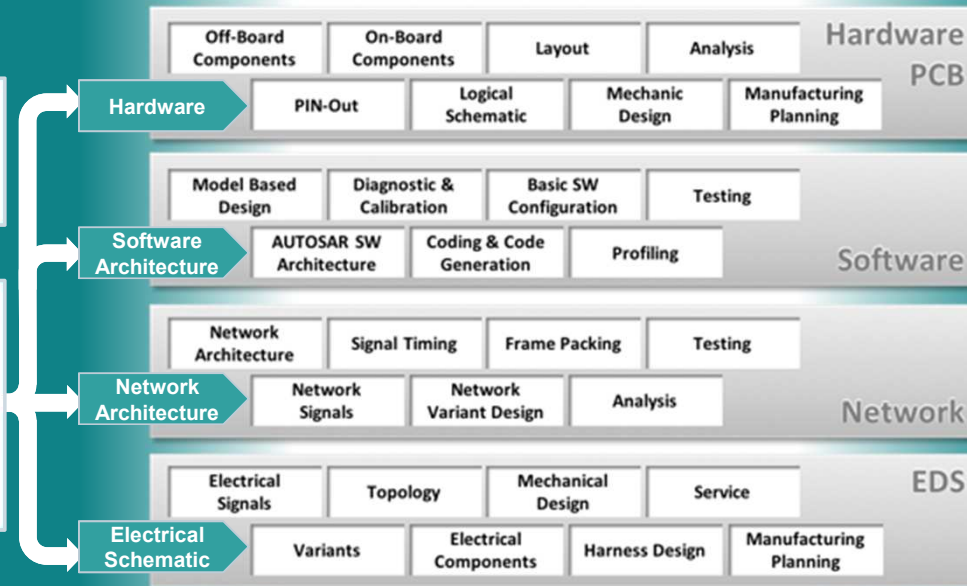 Off-Board
Components
On-Board
Components
Layout
Analysis
Hardware
PCB
Hardware
PIN-Out
Logical
Schematic
Mechanic
Design
Manufacturing
Planning
Model Based
Design
Diagnostic &
Calibration
Basic SW
Configuration
Testing
Software
Architecture
AUTOSAR SW
Architecture
Coding & Code
Generation
Profiling
Software
Network
Architecture
Signal Timing
Frame Packing
Testing
Network
Architecture
Network
Signals
Network
Variant Design
Analysis
Network
Electrical
Signals
Topology
Mechanical
Design
Service
EDS
Electrical
Schematic
Variants
Electrical
Components
Harness Design
Manufacturing
Planning